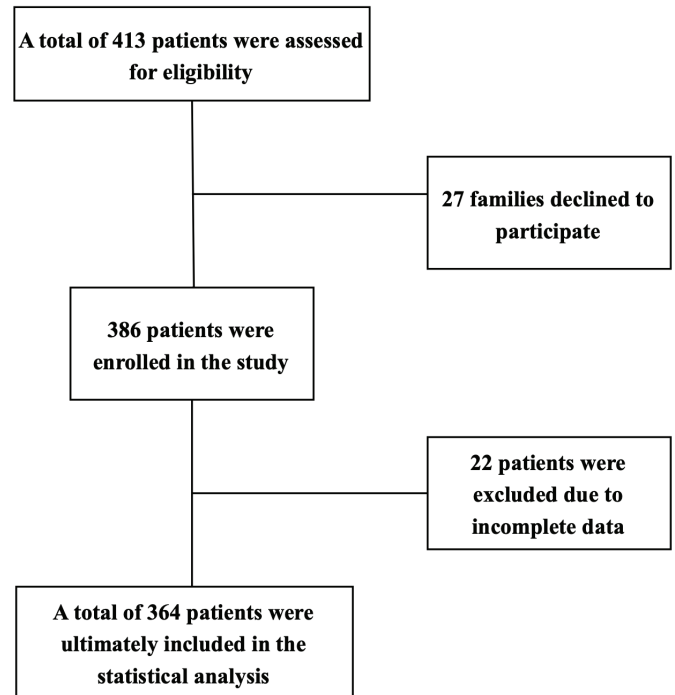 A total of 413 patients were assessed
for eligibility
27 families declined to
participate
386 patients were
enrolled in the study
22 patients were
excluded due to
incomplete data
A total of 364 patients were
ultimately included in the
statistical analysis